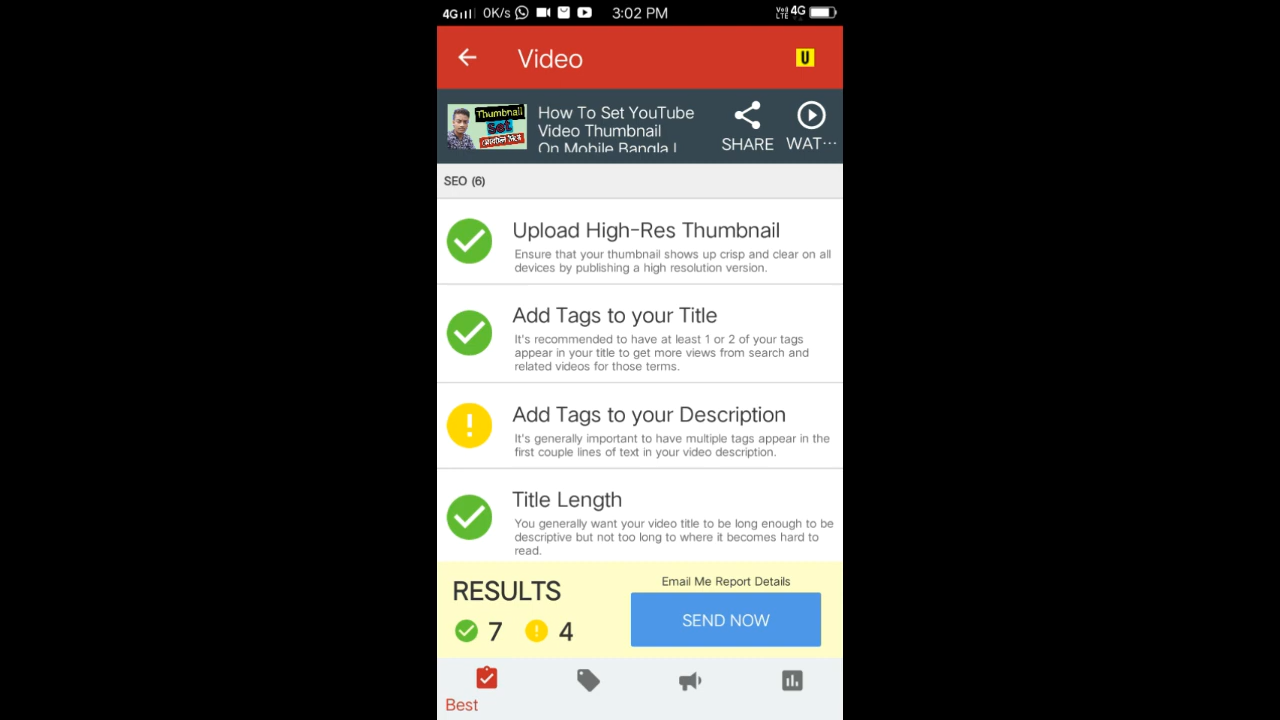 4G 0K/s 3:02 PM VoLTE 4G
Video U
Thumbnail
Set
How To Set YouTube
Video Thumbnail
On Mobile Bangla |
SHARE WAT...
SEO (6)
Upload High-Res Thumbnail
Ensure that your thumbnail shows up crisp and clear on all
devices by publishing a high resolution version.
Add Tags to your Title
It's recommended to have at least 1 or 2 of your tags
appear in your title to get more views from search and
related videos for those terms.
Add Tags to your Description
It's generally important to have multiple tags appear in the
first couple lines of text in your video description.
Title Length
You generally want your video title to be long enough to be
descriptive but not too long to where it becomes hard to
read.
RESULTS
7 4
Email Me Report Details
SEND NOW
Best